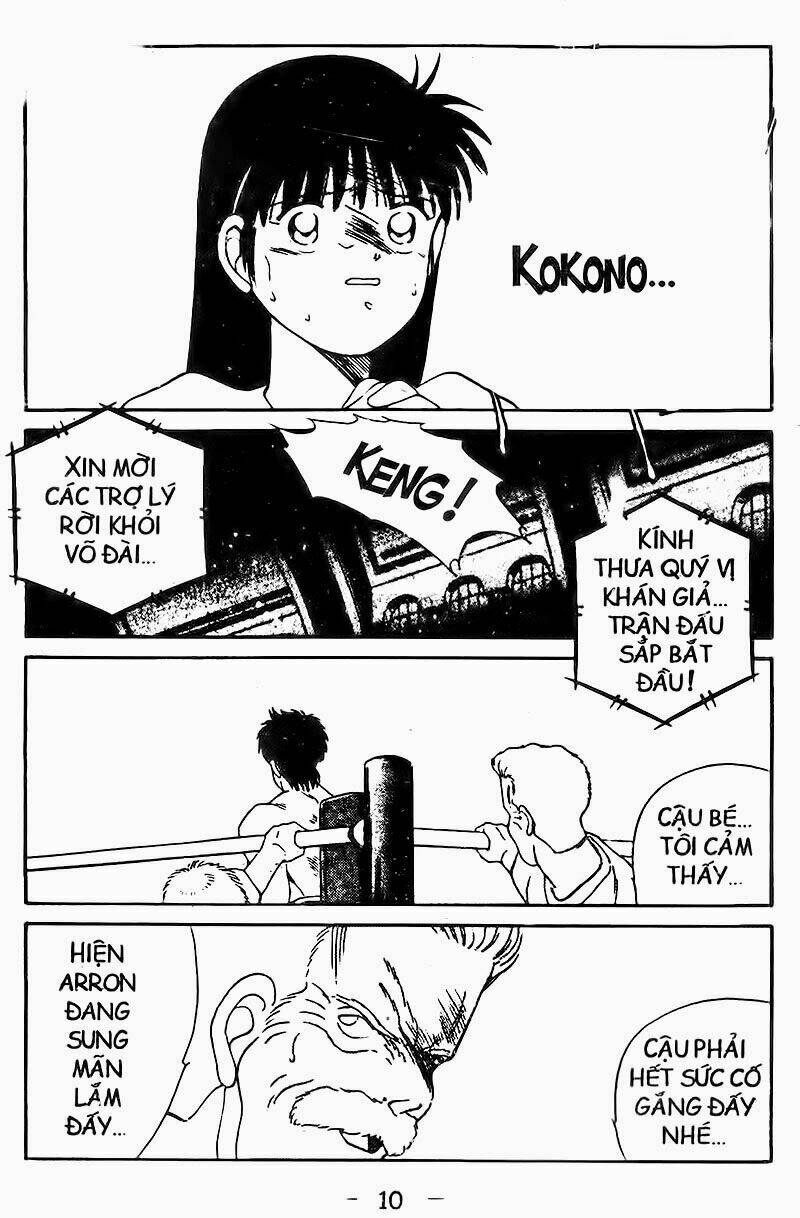 KOKONO...
XIN MỜI
CÁC TRỢ LÝ
RỜI KHỎI
VÕ ĐÀI...
KENG!
KÍNH
THƯA QUÝ VỊ
KHÁN GIẢ...
TRẬN ĐẤU
SẮP BẮT
ĐẦU!
CẬU BÉ...
TÔI CẢM
THẤY...
HIỆN
ARRON
ĐANG
SUNG
MÃN
LẮM
ĐẤY...
CẬU PHẢI
HẾT SỨC CỐ
GẮNG ĐẤY
NHÉ...
- 10 -